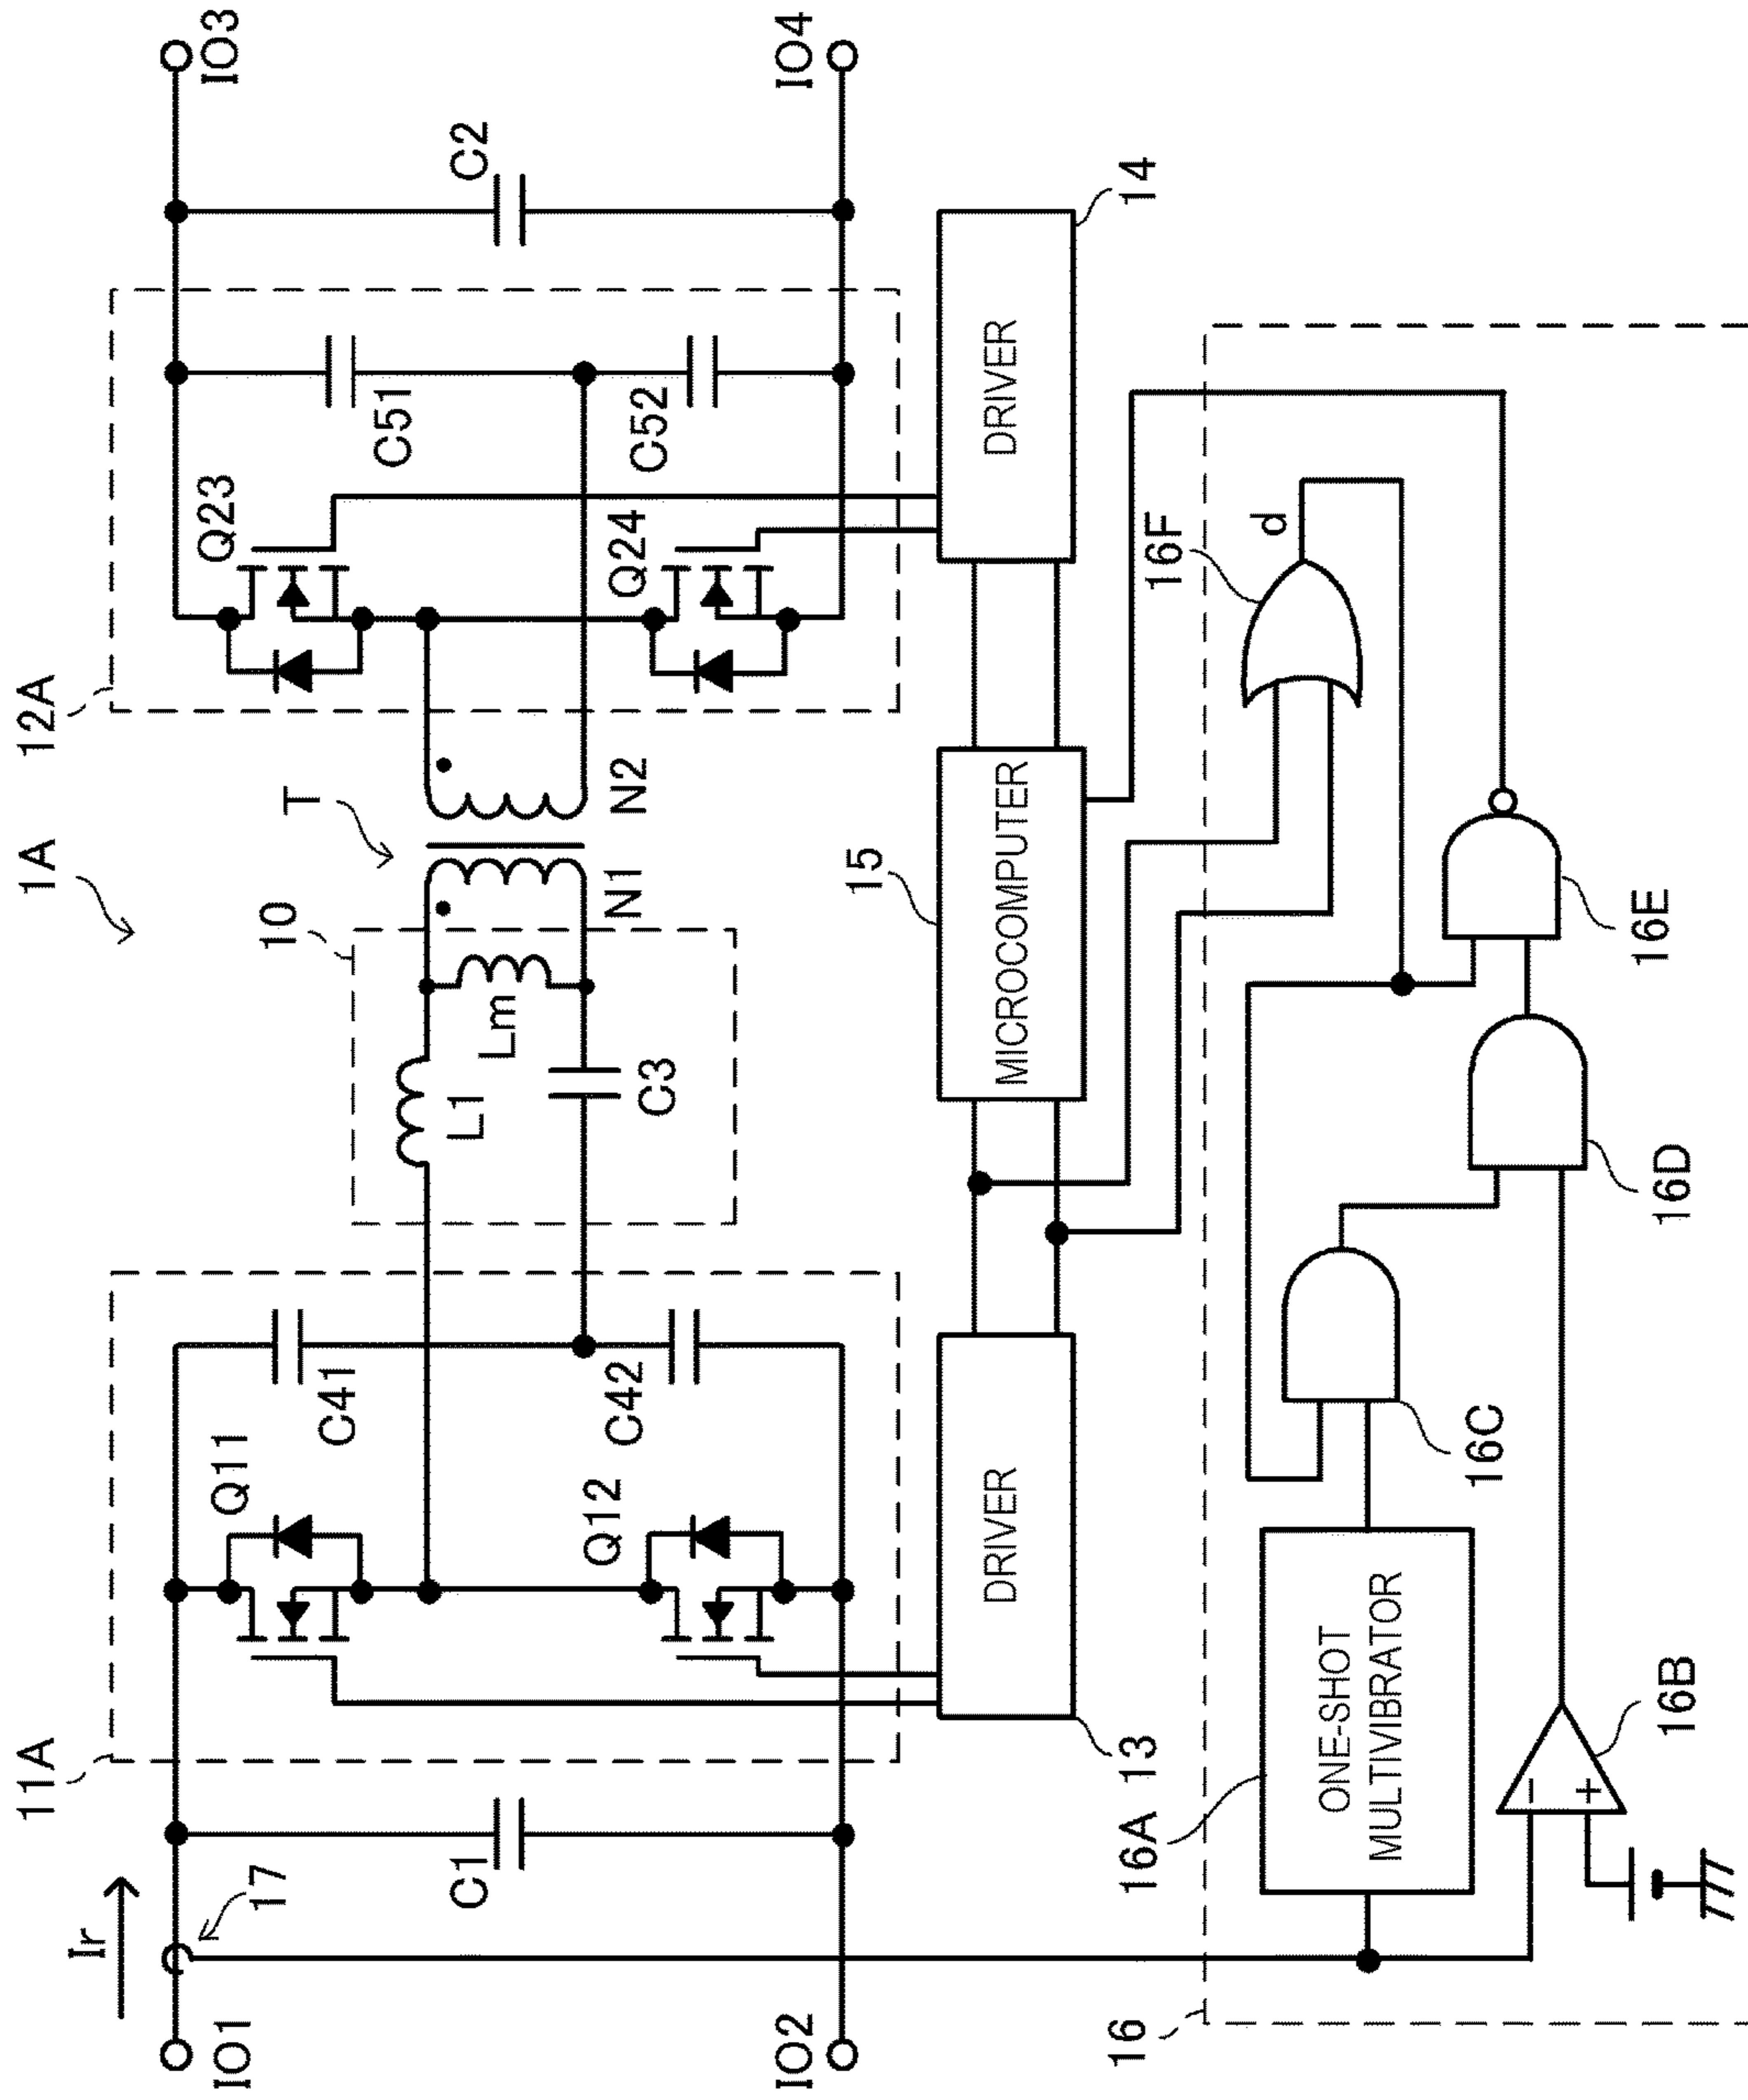 1A
11A
12A
Ir
17
IO1
IO2
IO3
IO4
C1
Q11
Q12
C41
C42
10
L1
Lm
C3
T
N1
N2
Q23
Q24
C51
C52
C2
DRIVER
13
MICROCOMPUTER
15
DRIVER
14
16
16A
ONE-SHOT
MULTIVIBRATOR
−
+
16B
16C
16D
16E
16F
d